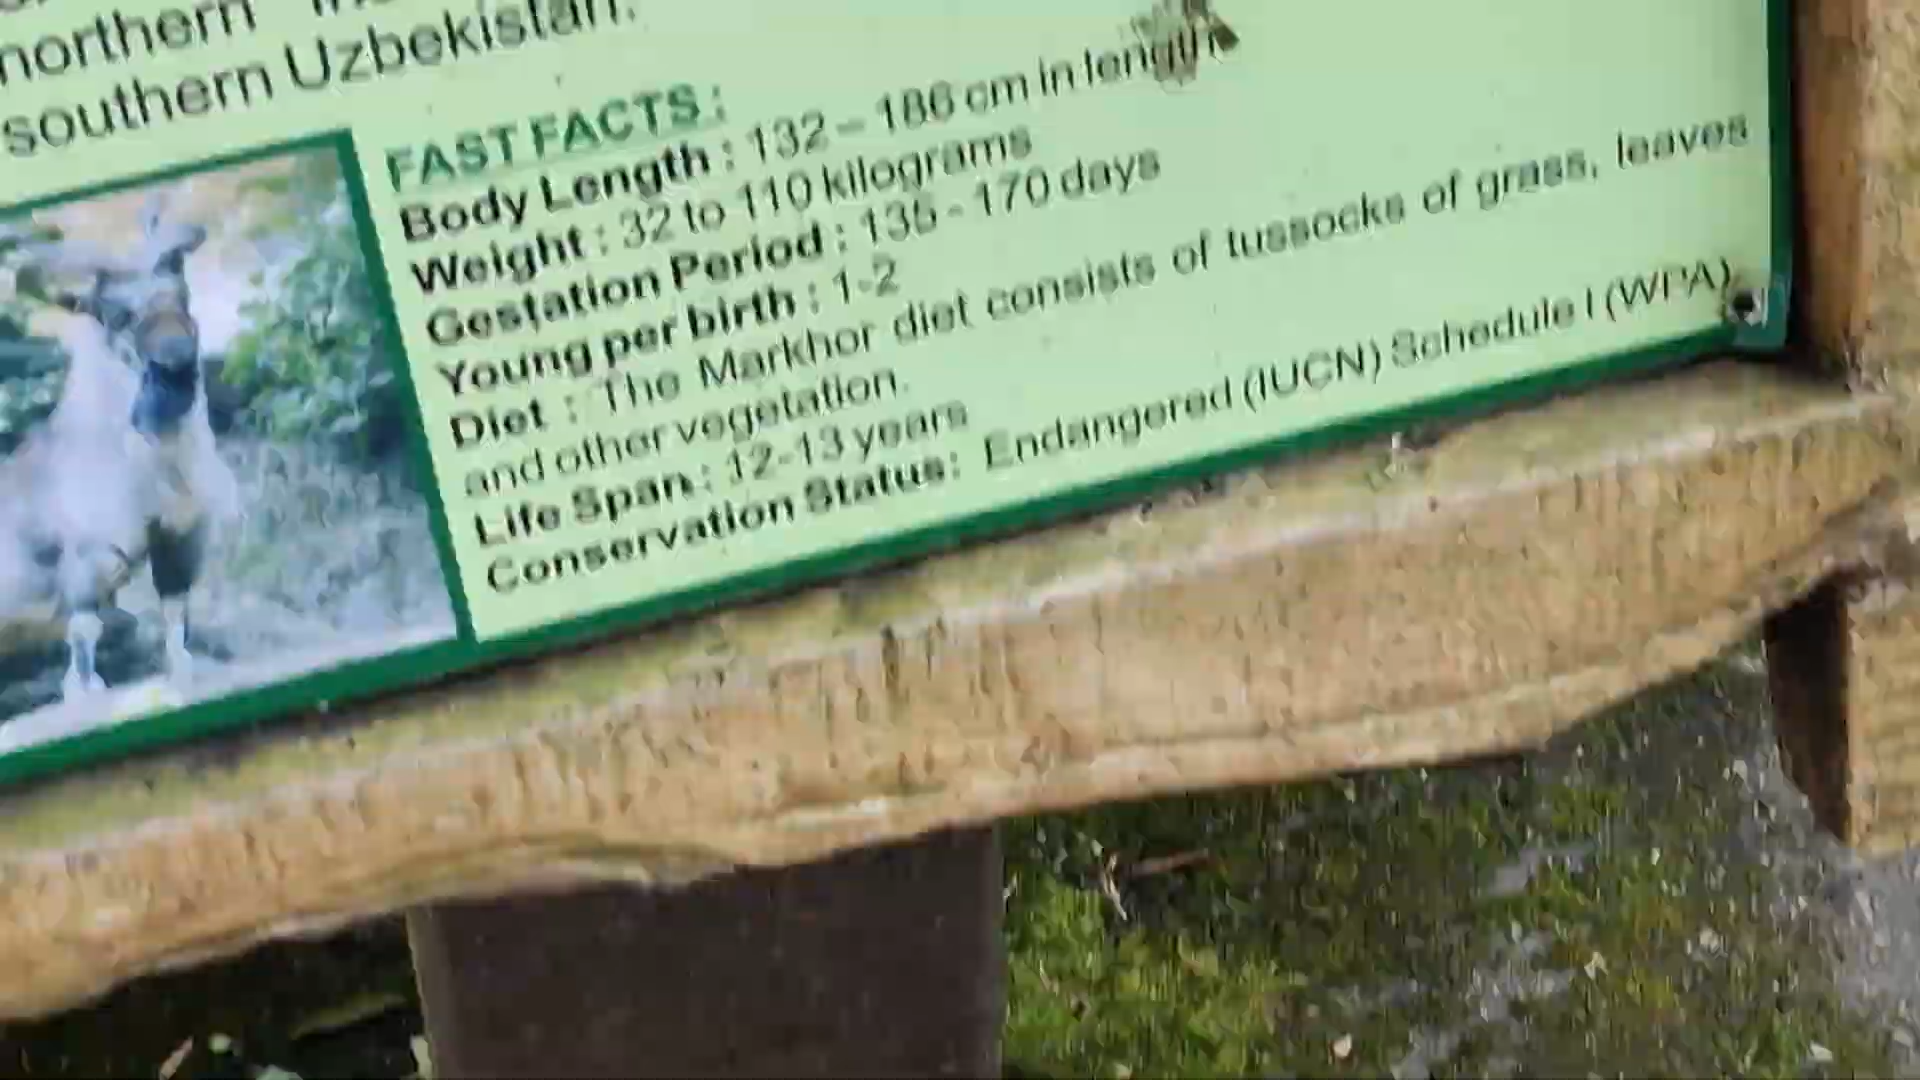 northern
southern Uzbekistan.
FAST FACTS :
Body Length : 132 – 186 cm in length
Weight : 32 to 110 kilograms
Gestation Period : 135 - 170 days
Young per birth : 1-2
Diet : The Markhor diet consists of tussocks of grass, leaves
and other vegetation.
Life Span : 12-13 years
Conservation Status: Endangered (IUCN) Schedule I (WPA)